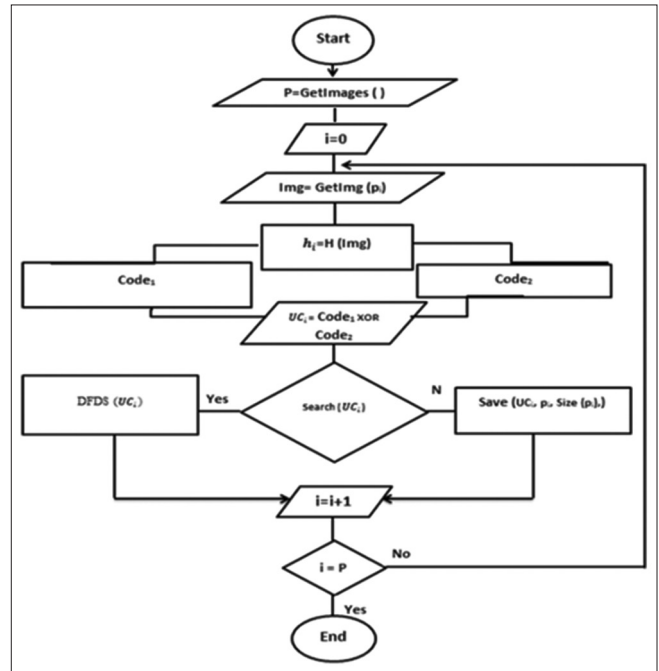 Start
P=GetImages ( )
i=0
Img= GetImg (pᵢ)
hᵢ=H (Img)
Code₁
Code₂
UCᵢ= Code₁ XOR
Code₂
DFDS (UCᵢ)
Yes
Search (UCᵢ)
N
Save (UCᵢ, pᵢ, Size (pᵢ),)
i=i+1
i = P
No
Yes
End